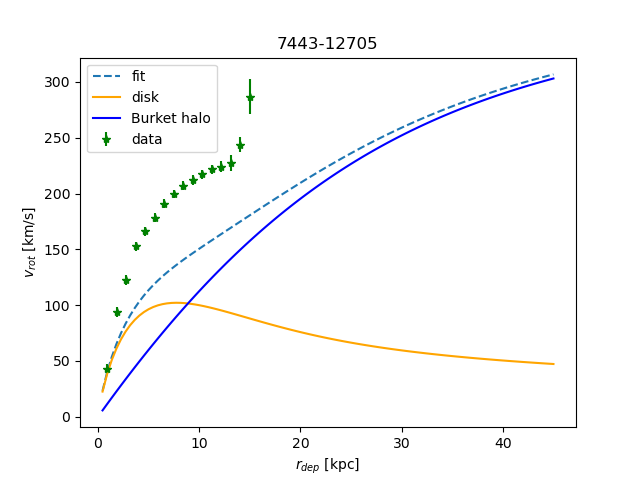 7443-12705
fit
disk
Burket halo
data
300
250
200
150
100
50
0
v_rot [km/s]
0 10 20 30 40
r_dep [kpc]